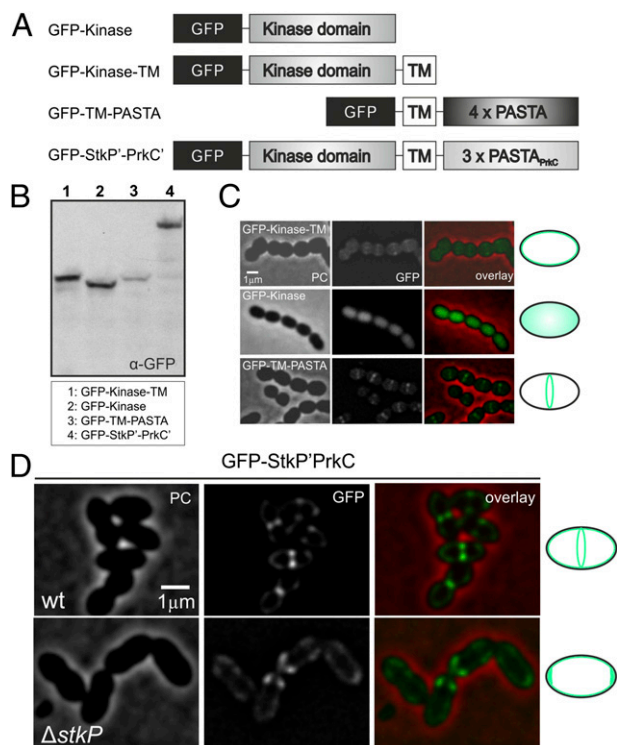 A
GFP-Kinase
GFP
Kinase domain
GFP-Kinase-TM
GFP
Kinase domain
TM
GFP-TM-PASTA
GFP
TM
4 x PASTA
GFP-StkP'-PrkC'
GFP
Kinase domain
TM
3 x PASTAPrkC
B
1 2 3 4
α-GFP
1: GFP-Kinase-TM
2: GFP-Kinase
3: GFP-TM-PASTA
4: GFP-StkP'-PrkC'
C
GFP-Kinase-TM
1μm
PC
GFP
overlay
GFP-Kinase
GFP-TM-PASTA
D
GFP-StkP'PrkC
PC
GFP
overlay
wt
1μm
ΔstkP